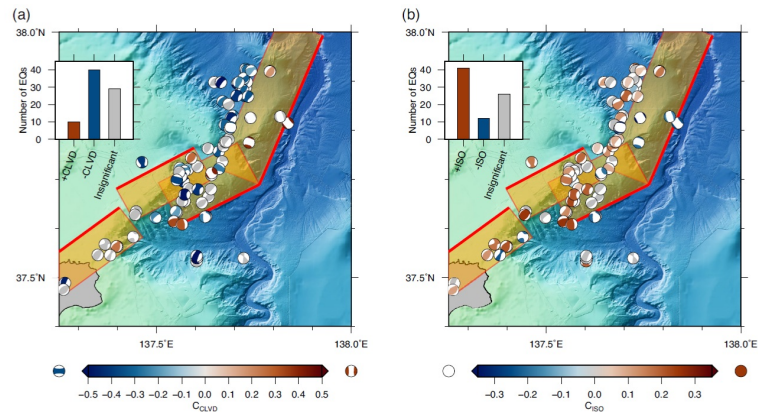 (a)
38.0˚N
Number of EQs
40
30
20
10
0
+CLVD
-CLVD
Insignificant
37.5˚N
137.5˚E
138.0˚E
-0.5 -0.4 -0.3 -0.2 -0.1 0.0 0.1 0.2 0.3 0.4 0.5
CCLVD
(b)
38.0˚N
Number of EQs
40
30
20
10
0
+ISO
-ISO
Insignificant
37.5˚N
137.5˚E
138.0˚E
-0.3 -0.2 -0.1 0.0 0.1 0.2 0.3
CISO